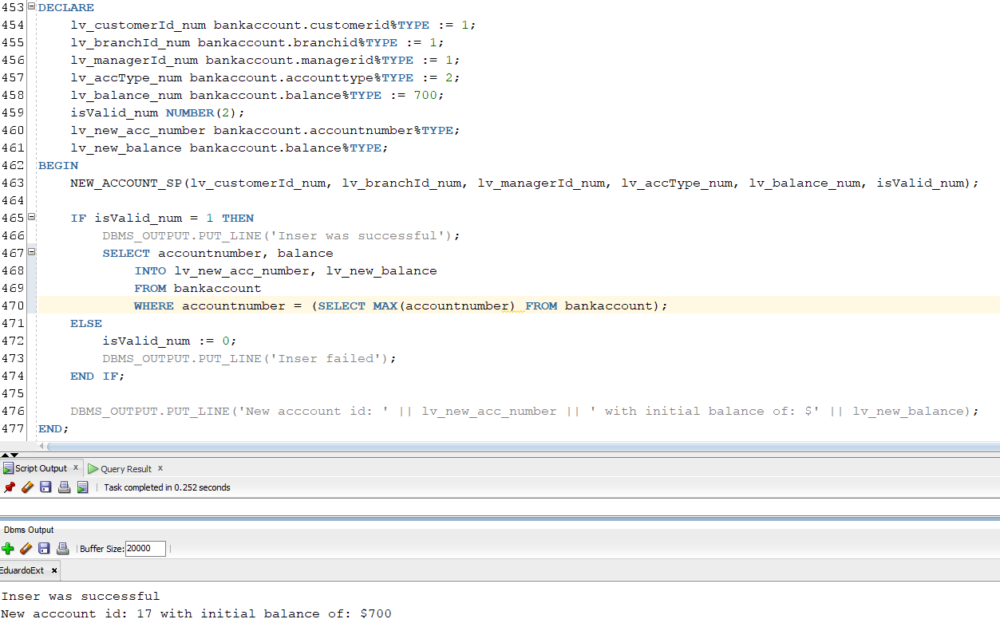 453 DECLARE
454 lv_customerId_num bankaccount.customerid%TYPE := 1;
455 lv_branchId_num bankaccount.branchid%TYPE := 1;
456 lv_managerId_num bankaccount.managerid%TYPE := 1;
457 lv_accType_num bankaccount.accounttype%TYPE := 2;
458 lv_balance_num bankaccount.balance%TYPE := 700;
459 isValid_num NUMBER(2);
460 lv_new_acc_number bankaccount.accountnumber%TYPE;
461 lv_new_balance bankaccount.balance%TYPE;
462 BEGIN
463 NEW_ACCOUNT_SP(lv_customerId_num, lv_branchId_num, lv_managerId_num, lv_accType_num, lv_balance_num, isValid_num);
464
465 IF isValid_num = 1 THEN
466 DBMS_OUTPUT.PUT_LINE('Inser was successful');
467 SELECT accountnumber, balance
468 INTO lv_new_acc_number, lv_new_balance
469 FROM bankaccount
470 WHERE accountnumber = (SELECT MAX(accountnumber) FROM bankaccount);
471 ELSE
472 isValid_num := 0;
473 DBMS_OUTPUT.PUT_LINE('Inser failed');
474 END IF;
475
476 DBMS_OUTPUT.PUT_LINE('New acccount id: ' || lv_new_acc_number || ' with initial balance of: $' || lv_new_balance);
477 END;
Script Output x Query Result x
Task completed in 0.252 seconds
Dbms Output
Buffer Size: 20000
EduardoExt x
Inser was successful
New acccount id: 17 with initial balance of: $700